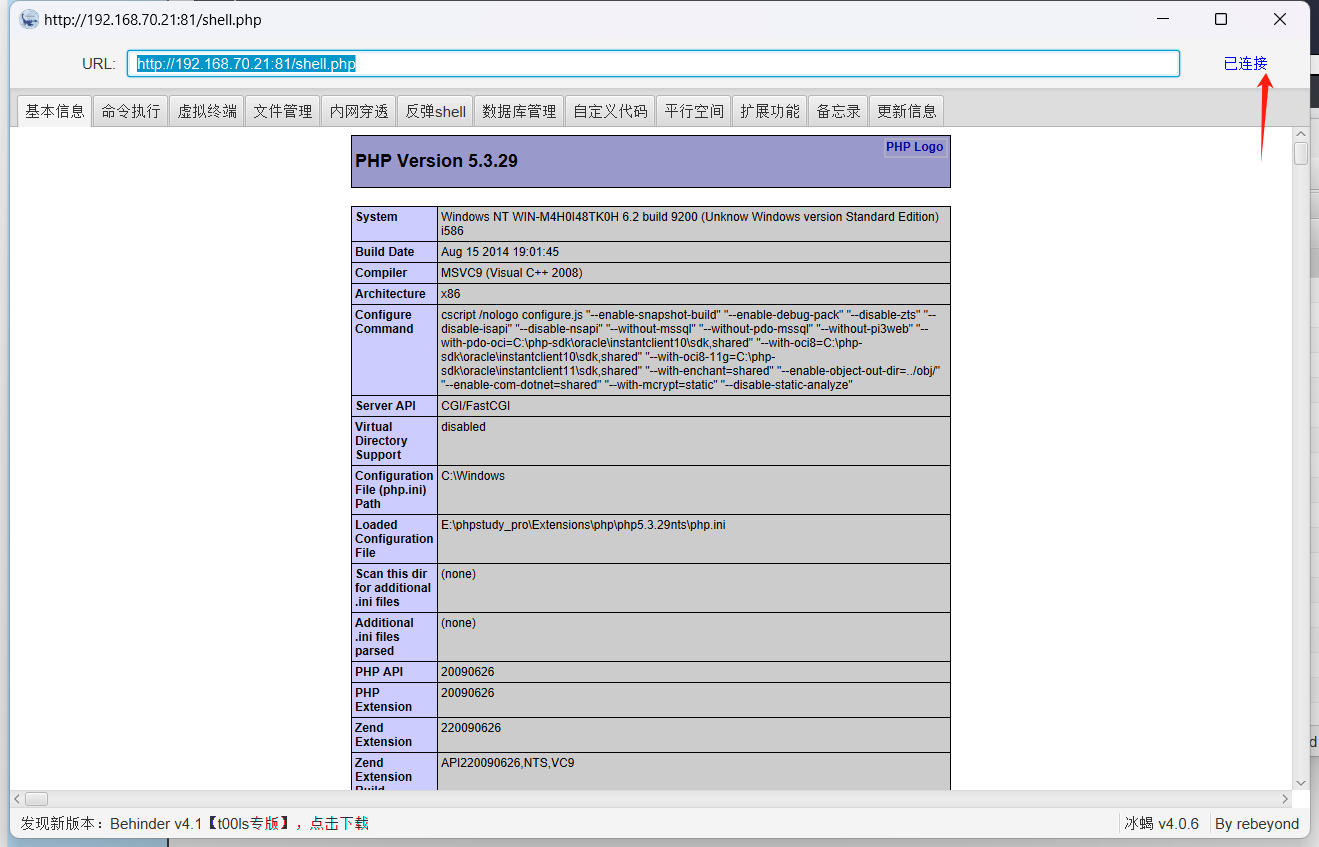 http://192.168.70.21:81/shell.php
URL: http://192.168.70.21:81/shell.php 已连接
基本信息 命令执行 虚拟终端 文件管理 内网穿透 反弹shell 数据库管理 自定义代码 平行空间 扩展功能 备忘录 更新信息
PHP Version 5.3.29 PHP Logo
System Windows NT WIN-M4H0I48TK0H 6.2 build 9200 (Unknow Windows version Standard Edition)
i586
Build Date Aug 15 2014 19:01:45
Compiler MSVC9 (Visual C++ 2008)
Architecture x86
Configure cscript /nologo configure.js "--enable-snapshot-build" "--enable-debug-pack" "--disable-zts" "--
Command disable-isapi" "--disable-nsapi" "--without-mssql" "--without-pdo-mssql" "--without-pi3web" "--
with-pdo-oci=C:\php-sdk\oracle\instantclient10\sdk,shared" "--with-oci8=C:\php-
sdk\oracle\instantclient10\sdk,shared" "--with-oci8-11g=C:\php-
sdk\oracle\instantclient11\sdk,shared" "--with-enchant=shared" "--enable-object-out-dir=../obj/"
"--enable-com-dotnet=shared" "--with-mcrypt=static" "--disable-static-analyze"
Server API CGI/FastCGI
Virtual disabled
Directory
Support
Configuration C:\Windows
File (php.ini)
Path
Loaded E:\phpstudy_pro\Extensions\php\php5.3.29nts\php.ini
Configuration
File
Scan this dir (none)
for additional
.ini files
Additional (none)
.ini files
parsed
PHP API 20090626
PHP 20090626
Extension
Zend 220090626
Extension
Zend API220090626,NTS,VC9
Extension
Build
发现新版本：Behinder v4.1【t00ls专版】，点击下载 冰蝎 v4.0.6 By rebeyond